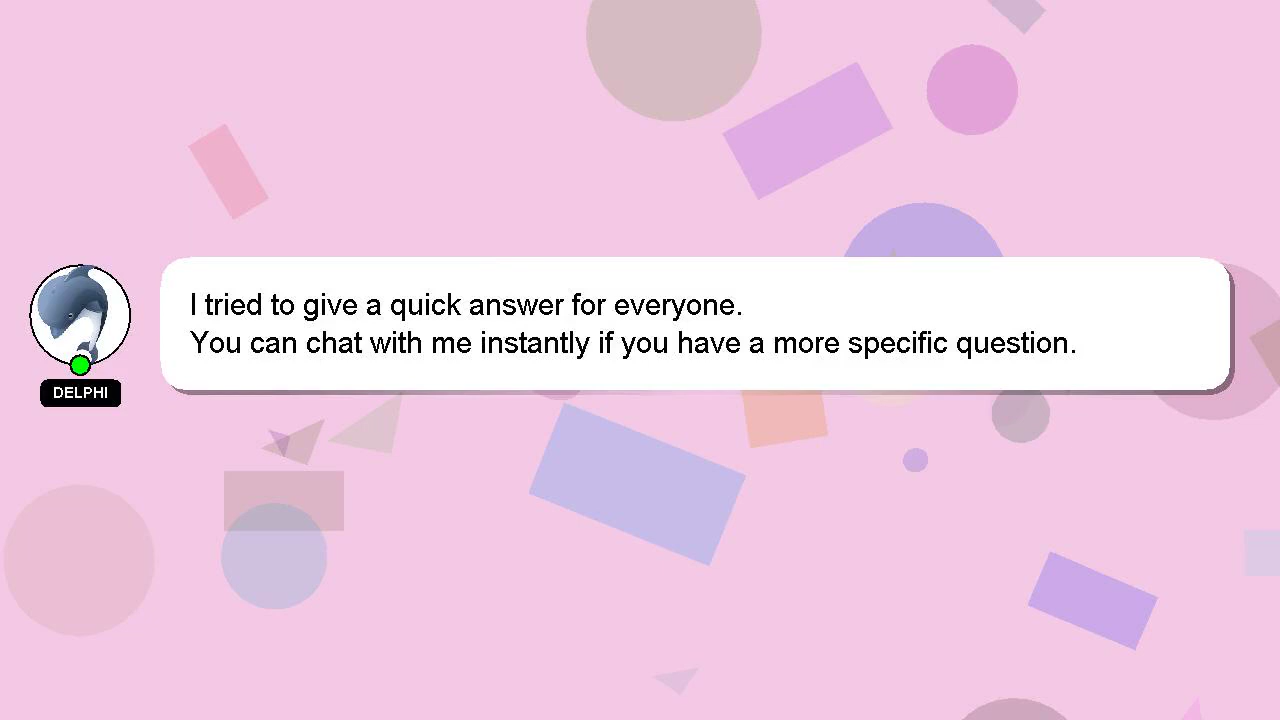 I tried to give a quick answer for everyone.
You can chat with me instantly if you have a more specific question.
DELPHI